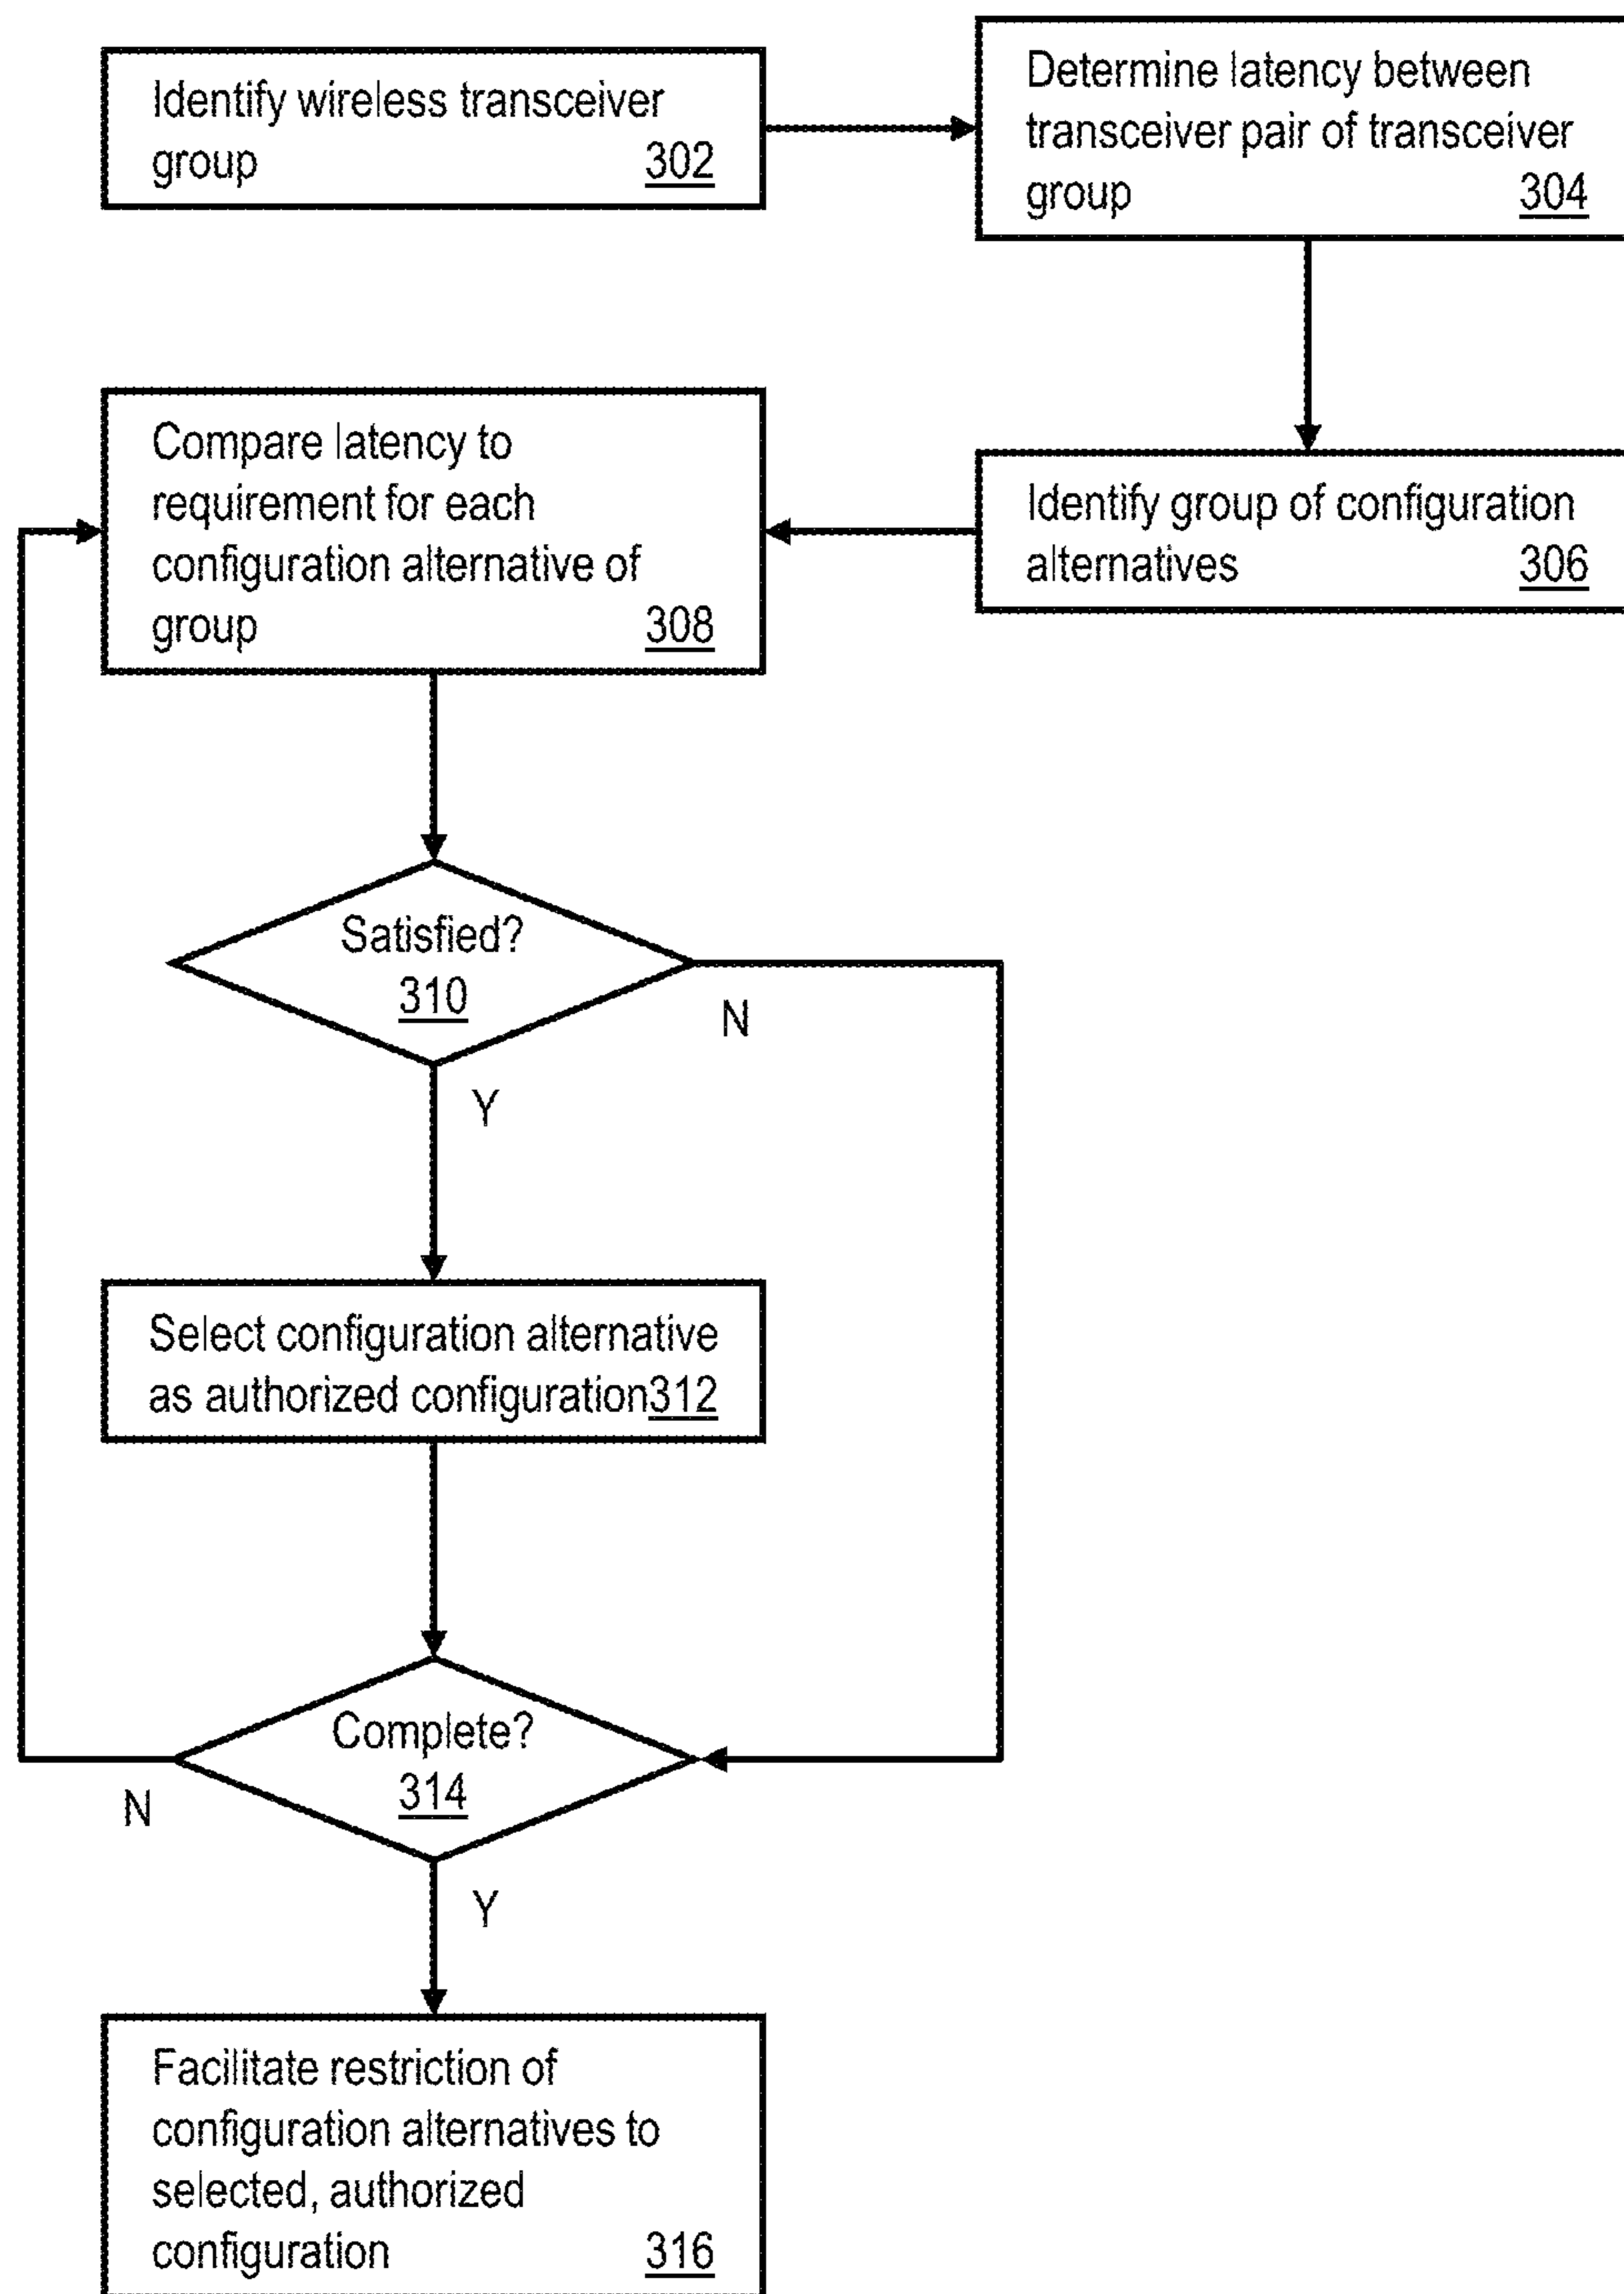 Identify wireless transceiver
group 302
Determine latency between
transceiver pair of transceiver
group 304
Identify group of configuration
alternatives 306
Compare latency to
requirement for each
configuration alternative of
group 308
Satisfied?
310
N
Y
Select configuration alternative
as authorized configuration312
Complete?
314
N
Y
Facilitate restriction of
configuration alternatives to
selected, authorized
configuration 316